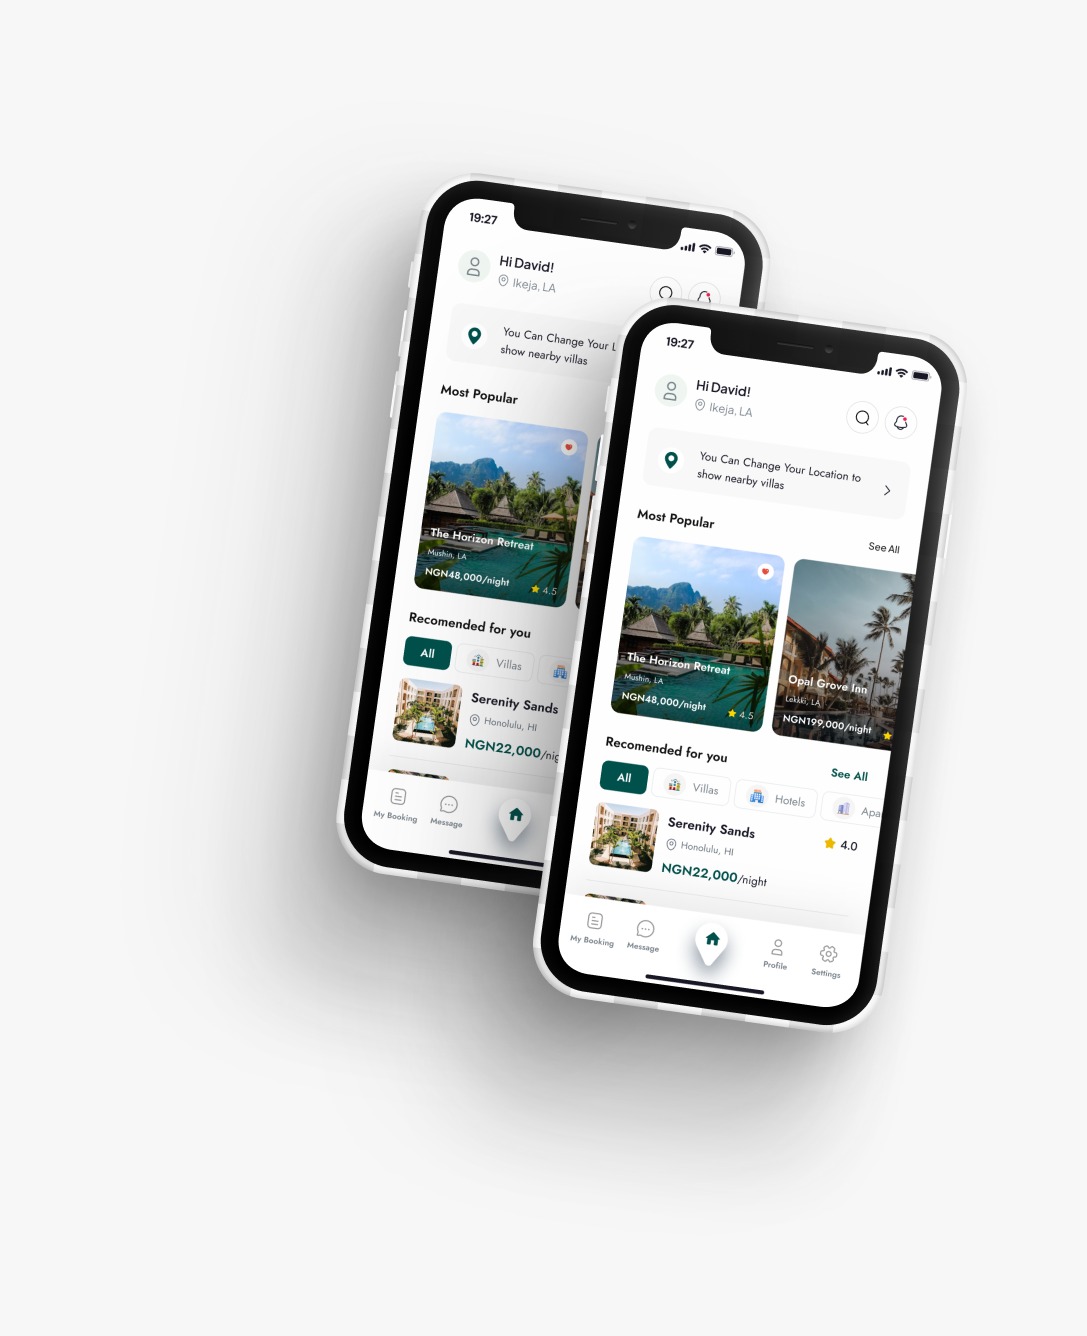 19:27
Hi David!
Ikeja, LA
You Can Change Your L
show nearby villas
Most Popular
The Horizon Retreat
Mushin, LA
NGN48,000/night
4.5
Recomended for you
All
Villas
Serenity Sands
Honolulu, HI
NGN22,000/nig
My Booking
Message
19:27
Hi David!
Ikeja, LA
You Can Change Your Location to
show nearby villas
Most Popular
See All
The Horizon Retreat
Mushin, LA
NGN48,000/night
4.5
Opal Grove Inn
Lekki, LA
NGN199,000/night
Recomended for you
See All
All
Villas
Hotels
Apa
Serenity Sands
4.0
Honolulu, HI
NGN22,000/night
My Booking
Message
Profile
Settings